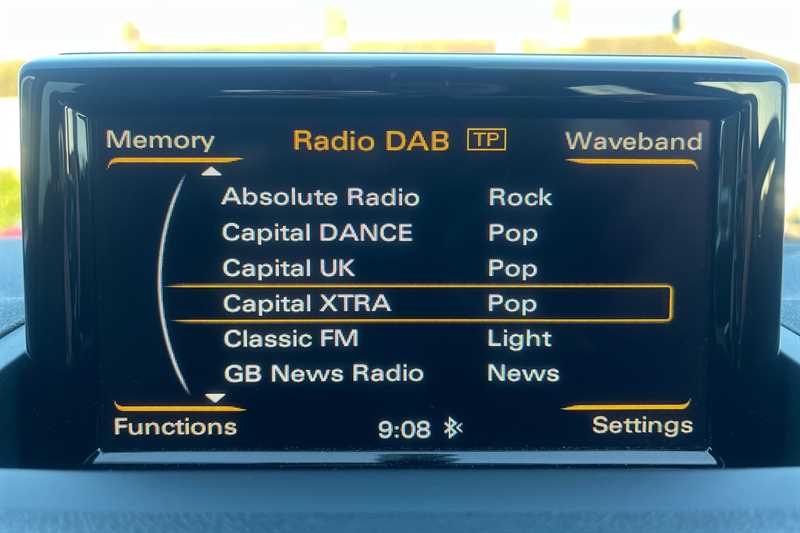 Memory Radio DAB TP Waveband
Absolute Radio Rock
Capital DANCE Pop
Capital UK Pop
Capital XTRA Pop
Classic FM Light
GB News Radio News
Functions 9:08 Settings